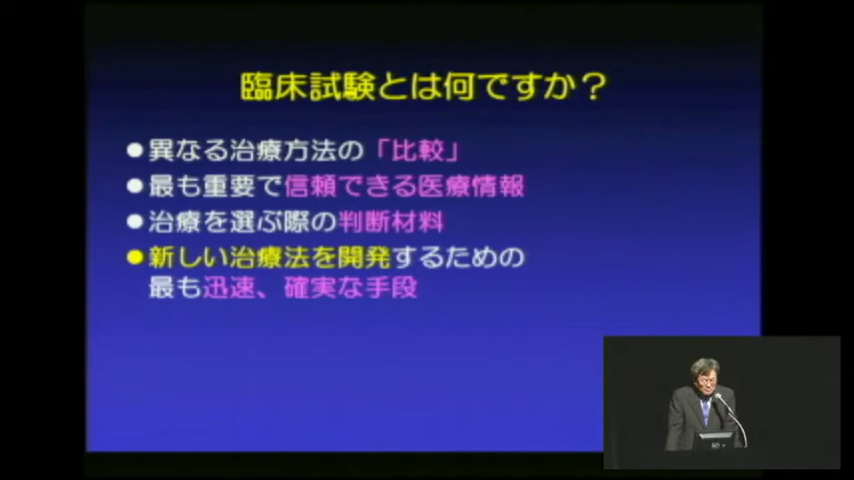 臨床試験とは何ですか？
●異なる治療方法の「比較」
●最も重要で信頼できる医療情報
●治療を選ぶ際の判断材料
●新しい治療法を開発するための
最も迅速、確実な手段